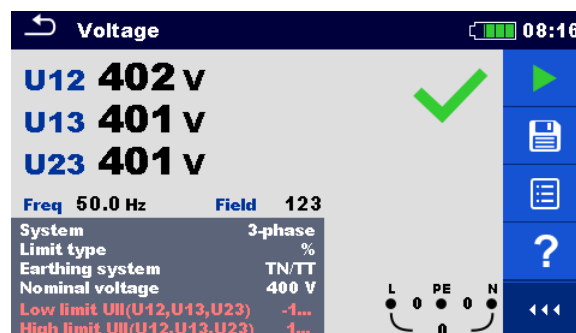 Voltage 08:16
U12 402 V
U13 401 V
U23 401 V
Freq 50.0 Hz Field 123
System 3-phase
Limit type %
Earthing system TN/TT
Nominal voltage 400 V
Low limit Ull(U12,U13,U23) -1...
High limit Ull(U12,U13,U23) 1...
?
L PE N
0 0
0